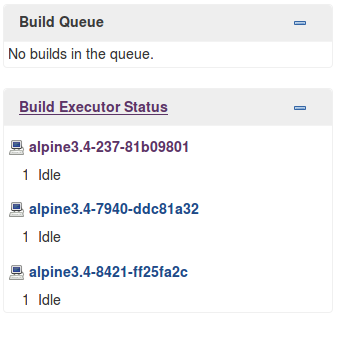 Build Queue
No builds in the queue.
Build Executor Status
alpine3.4-237-81b09801
1 Idle
alpine3.4-7940-ddc81a32
1 Idle
alpine3.4-8421-ff25fa2c
1 Idle